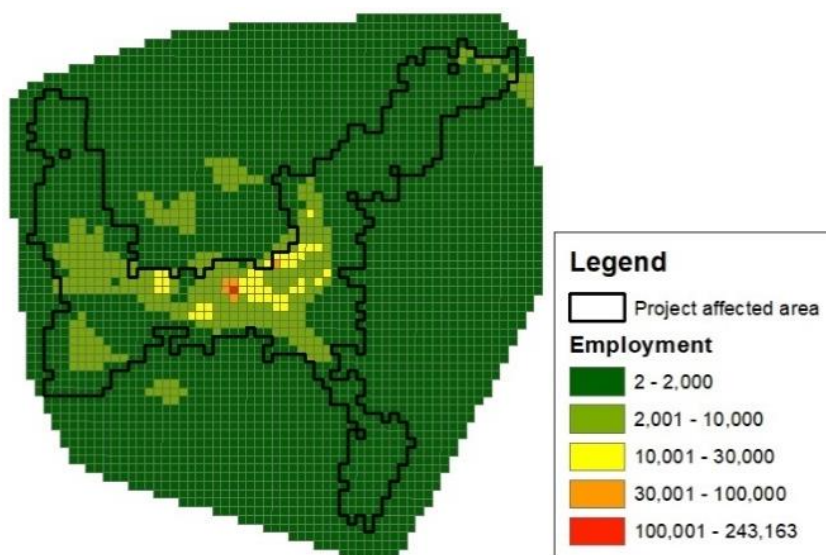 Legend
Project affected area
Employment
2 - 2,000
2,001 - 10,000
10,001 - 30,000
30,001 - 100,000
100,001 - 243,163